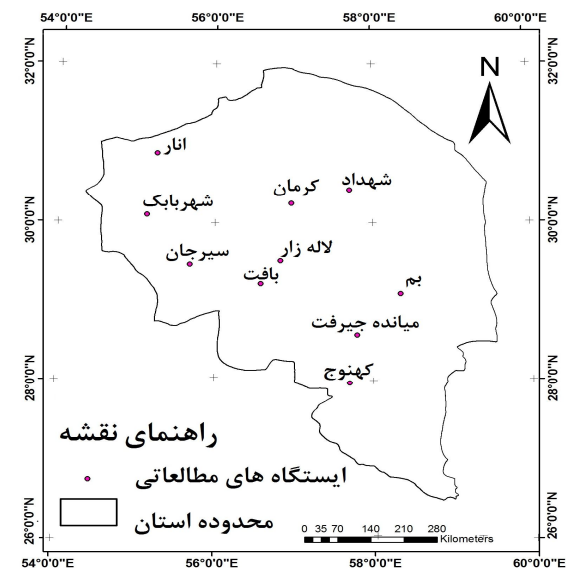 54°0'0"E 56°0'0"E 58°0'0"E 60°0'0"E
32°0'0"N 32°0'0"N
N
انار
شهداد
کرمان
شهربابک
30°0'0"N 30°0'0"N
لاله زار
سیرجان
بافت
بم
میانده جیرفت
کهنوج
28°0'0"N 28°0'0"N
راهنمای نقشه
ایستگاه های مطالعاتی
محدوده استان
0 35 70 140 210 280
Kilometers
26°0'0"N 26°0'0"N
54°0'0"E 56°0'0"E 58°0'0"E 60°0'0"E